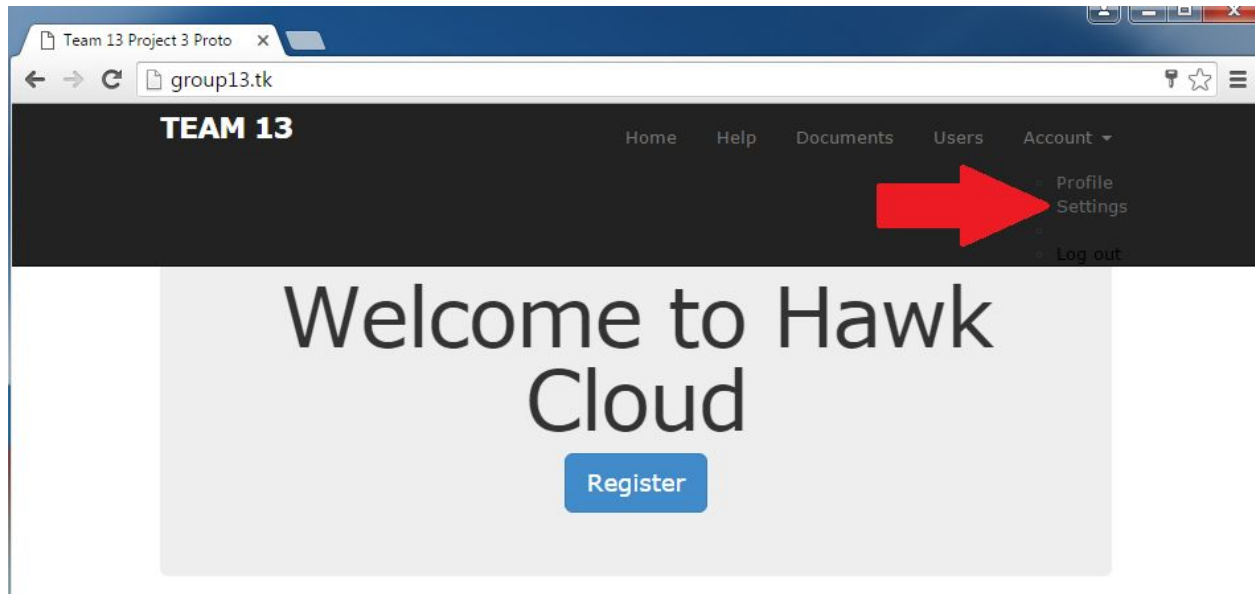 Team 13 Project 3 Proto
group13.tk
TEAM 13
Home Help Documents Users Account
Profile
Settings
Log out
Welcome to Hawk
Cloud
Register